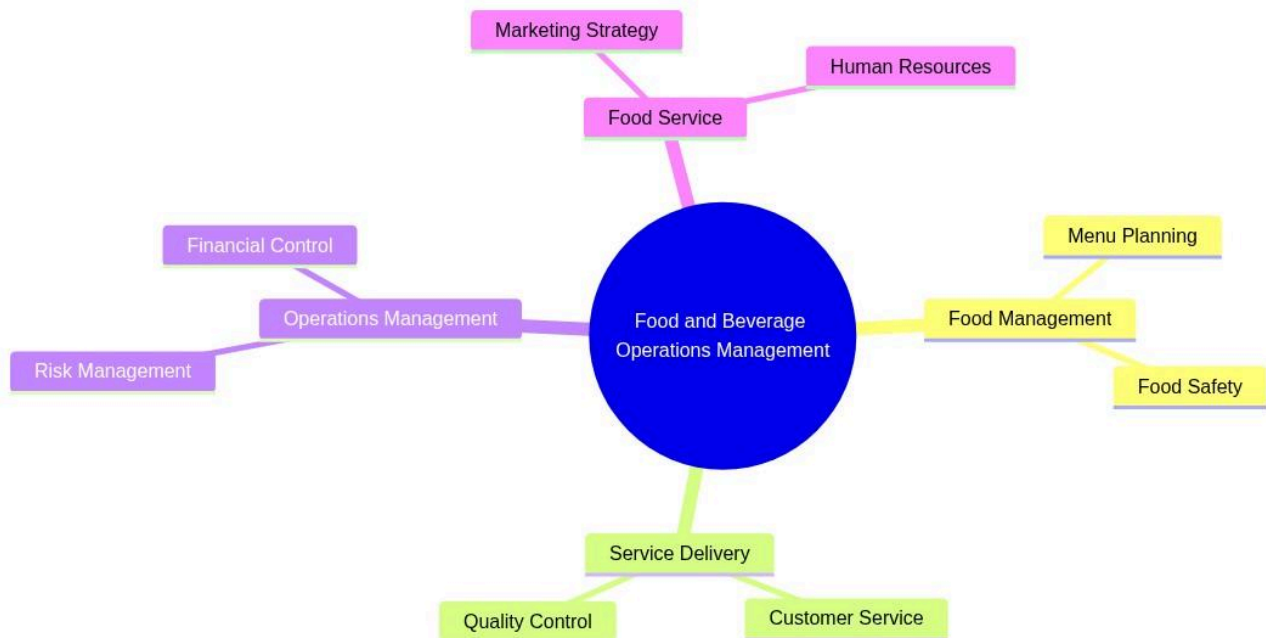 Marketing Strategy
Human Resources
Food Service
Financial Control
Menu Planning
Operations Management
Food and Beverage
Operations Management
Food Management
Risk Management
Food Safety
Service Delivery
Quality Control
Customer Service